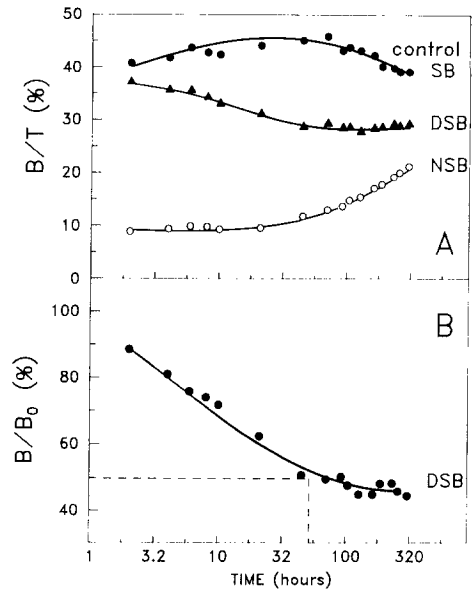 50
control
SB
40
DSB
30
B/T (%)
NSB
20
10
A
0
100
B
80
B/B₀ (%)
60
DSB
40
1 3.2 10 32 100 320
TIME (hours)